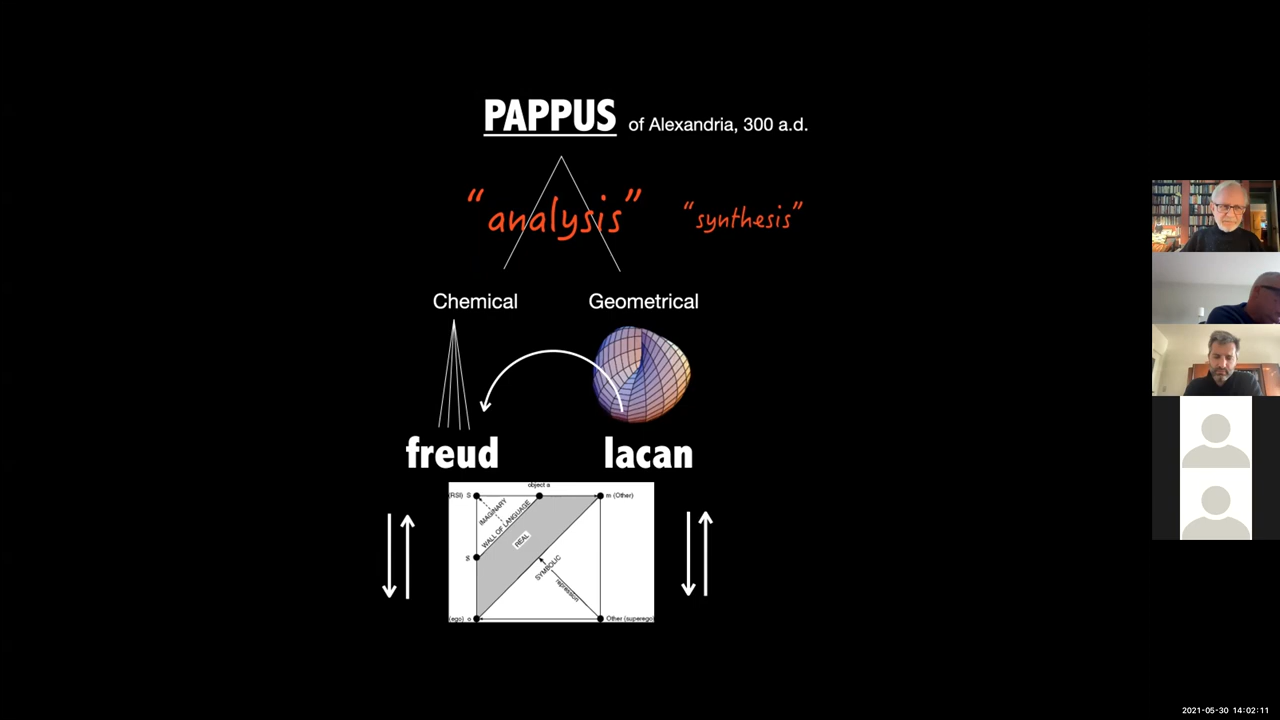 PAPPUS of Alexandria, 300 a.d.
“analysis” “synthesis”
Chemical Geometrical
freud lacan
object a
(RSI) S m (Other)
IMAGINARY
WALL OF LANGUAGE
REAL
SYMBOLIC
repression
(ego) a Other (superego)
2021-05-30 14:02:11